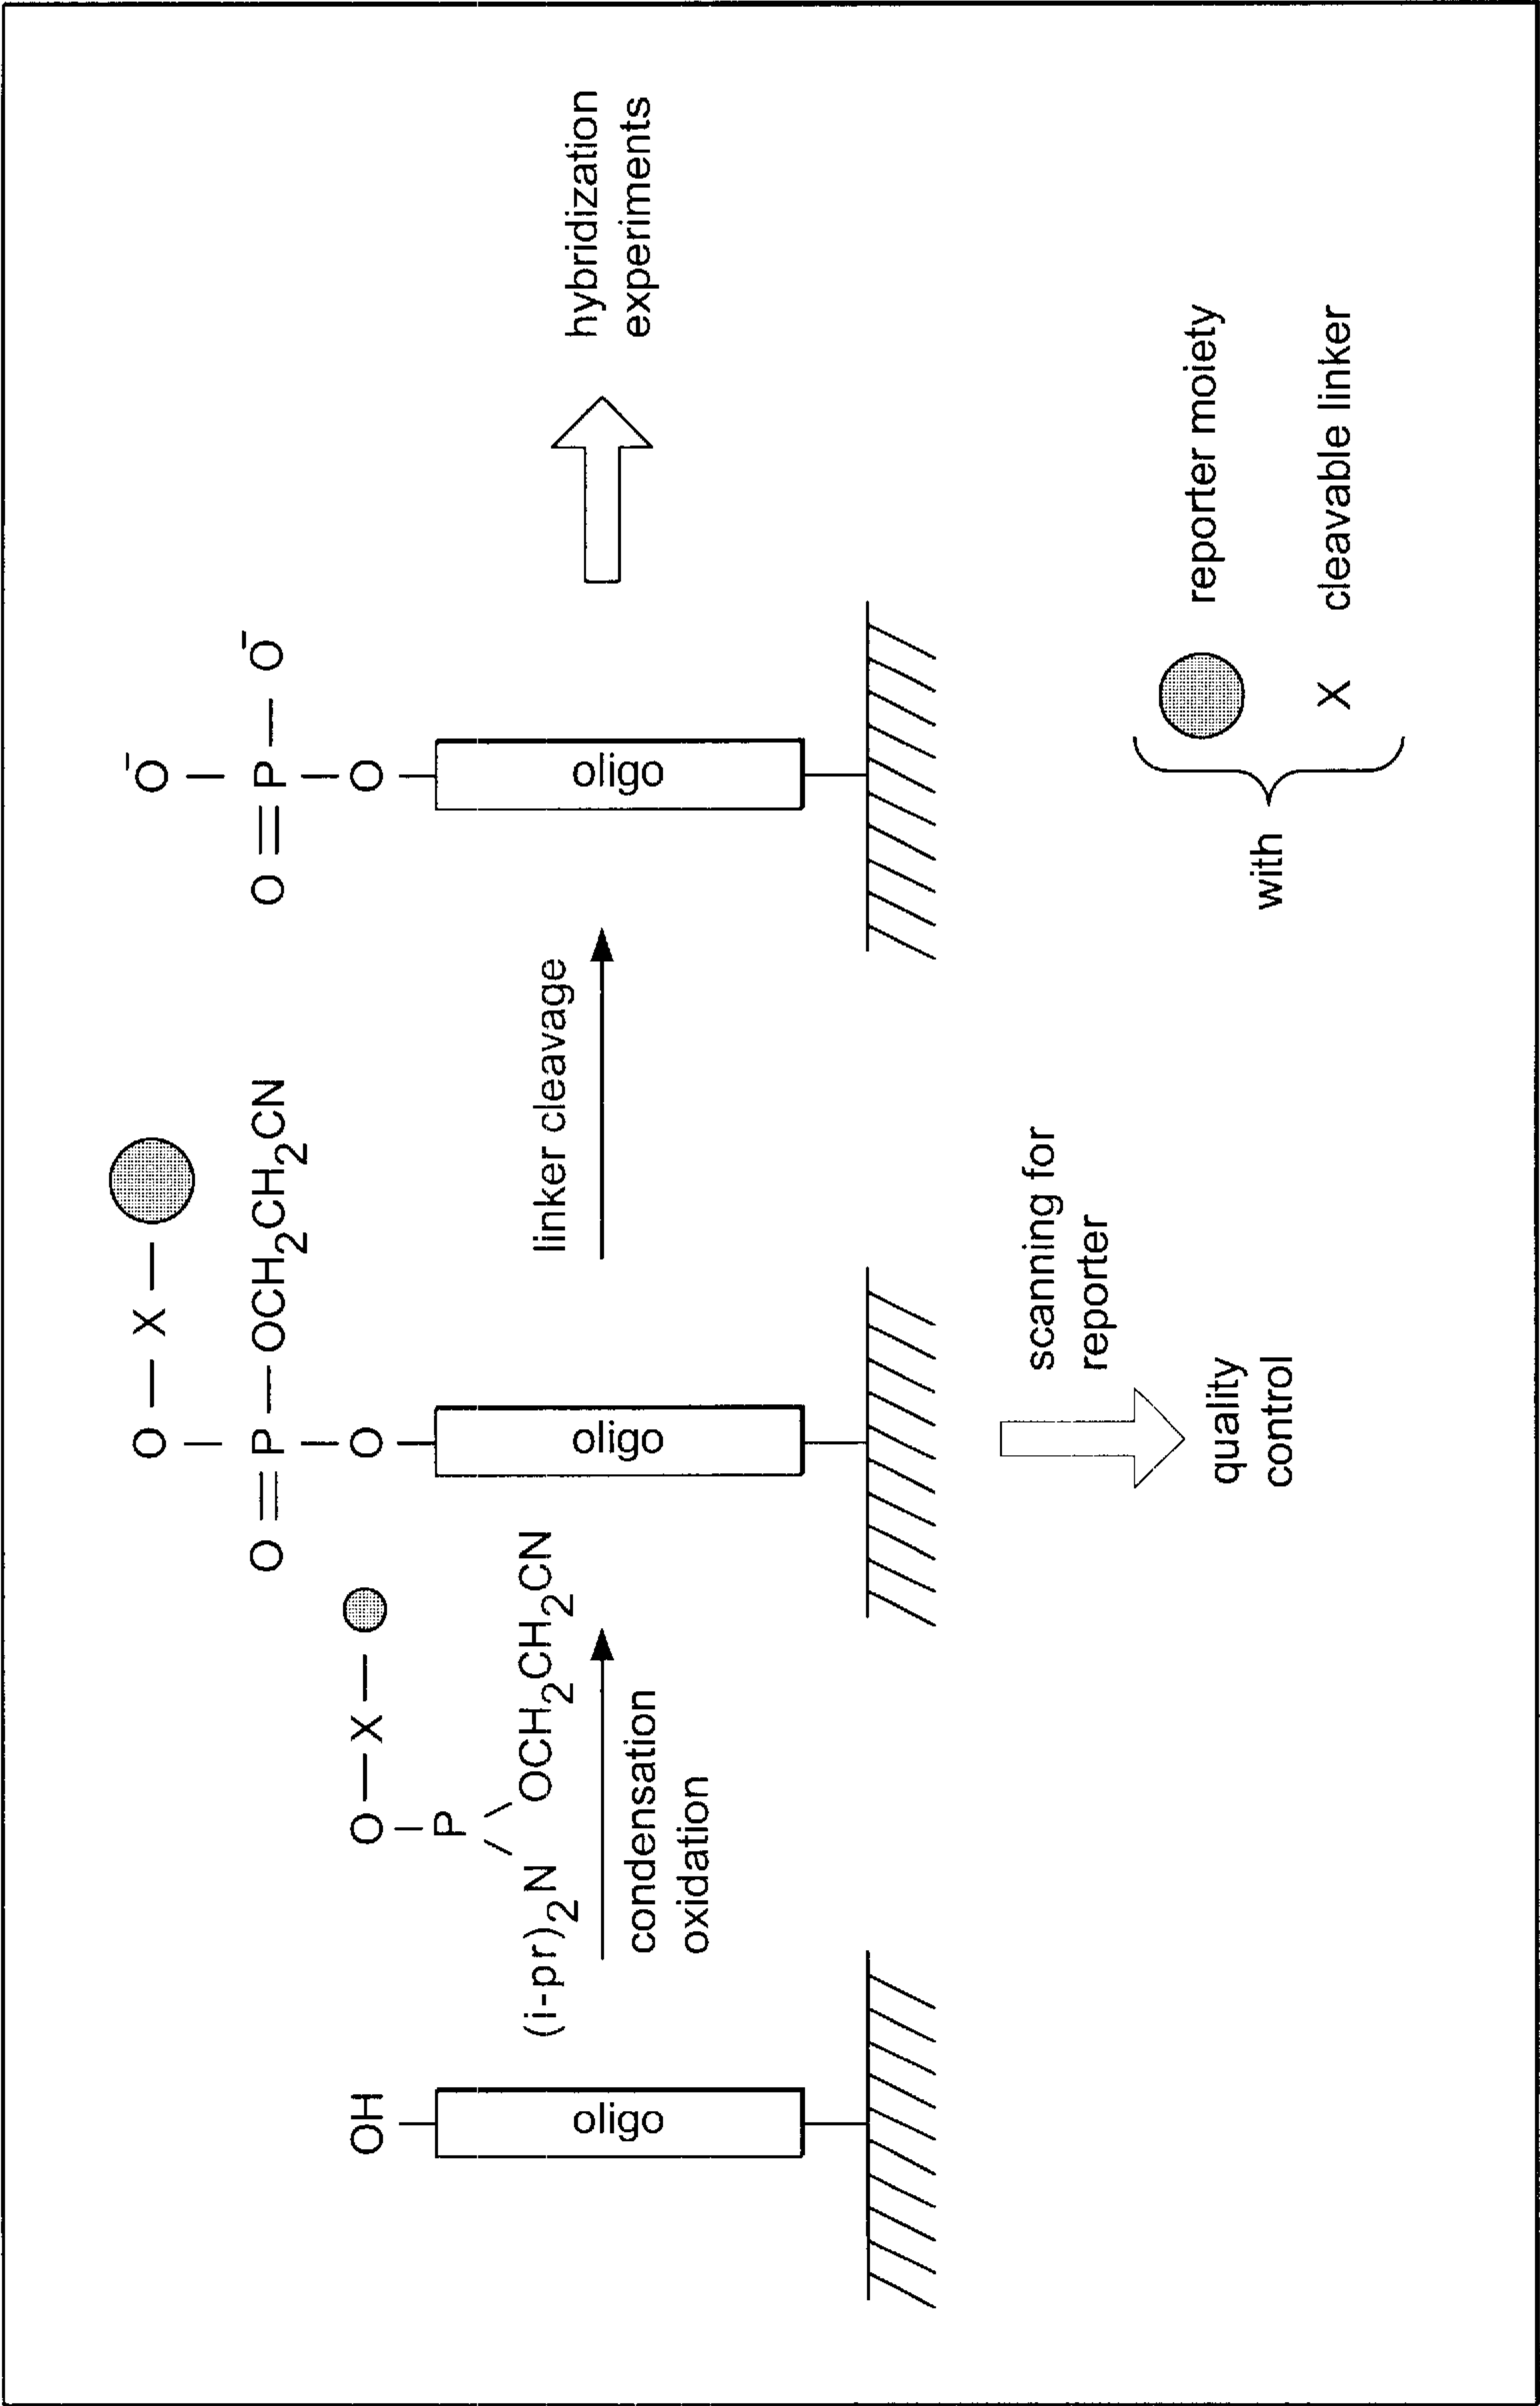 OH
oligo
O—X—
P
(i-pr)2N OCH2CH2CN
condensation
oxidation
O—X—
O=P—OCH2CH2CN
O
oligo
scanning for
reporter
quality
control
linker cleavage
O-
O=P—O-
O
oligo
hybridization
experiments
with
reporter moiety
X cleavable linker